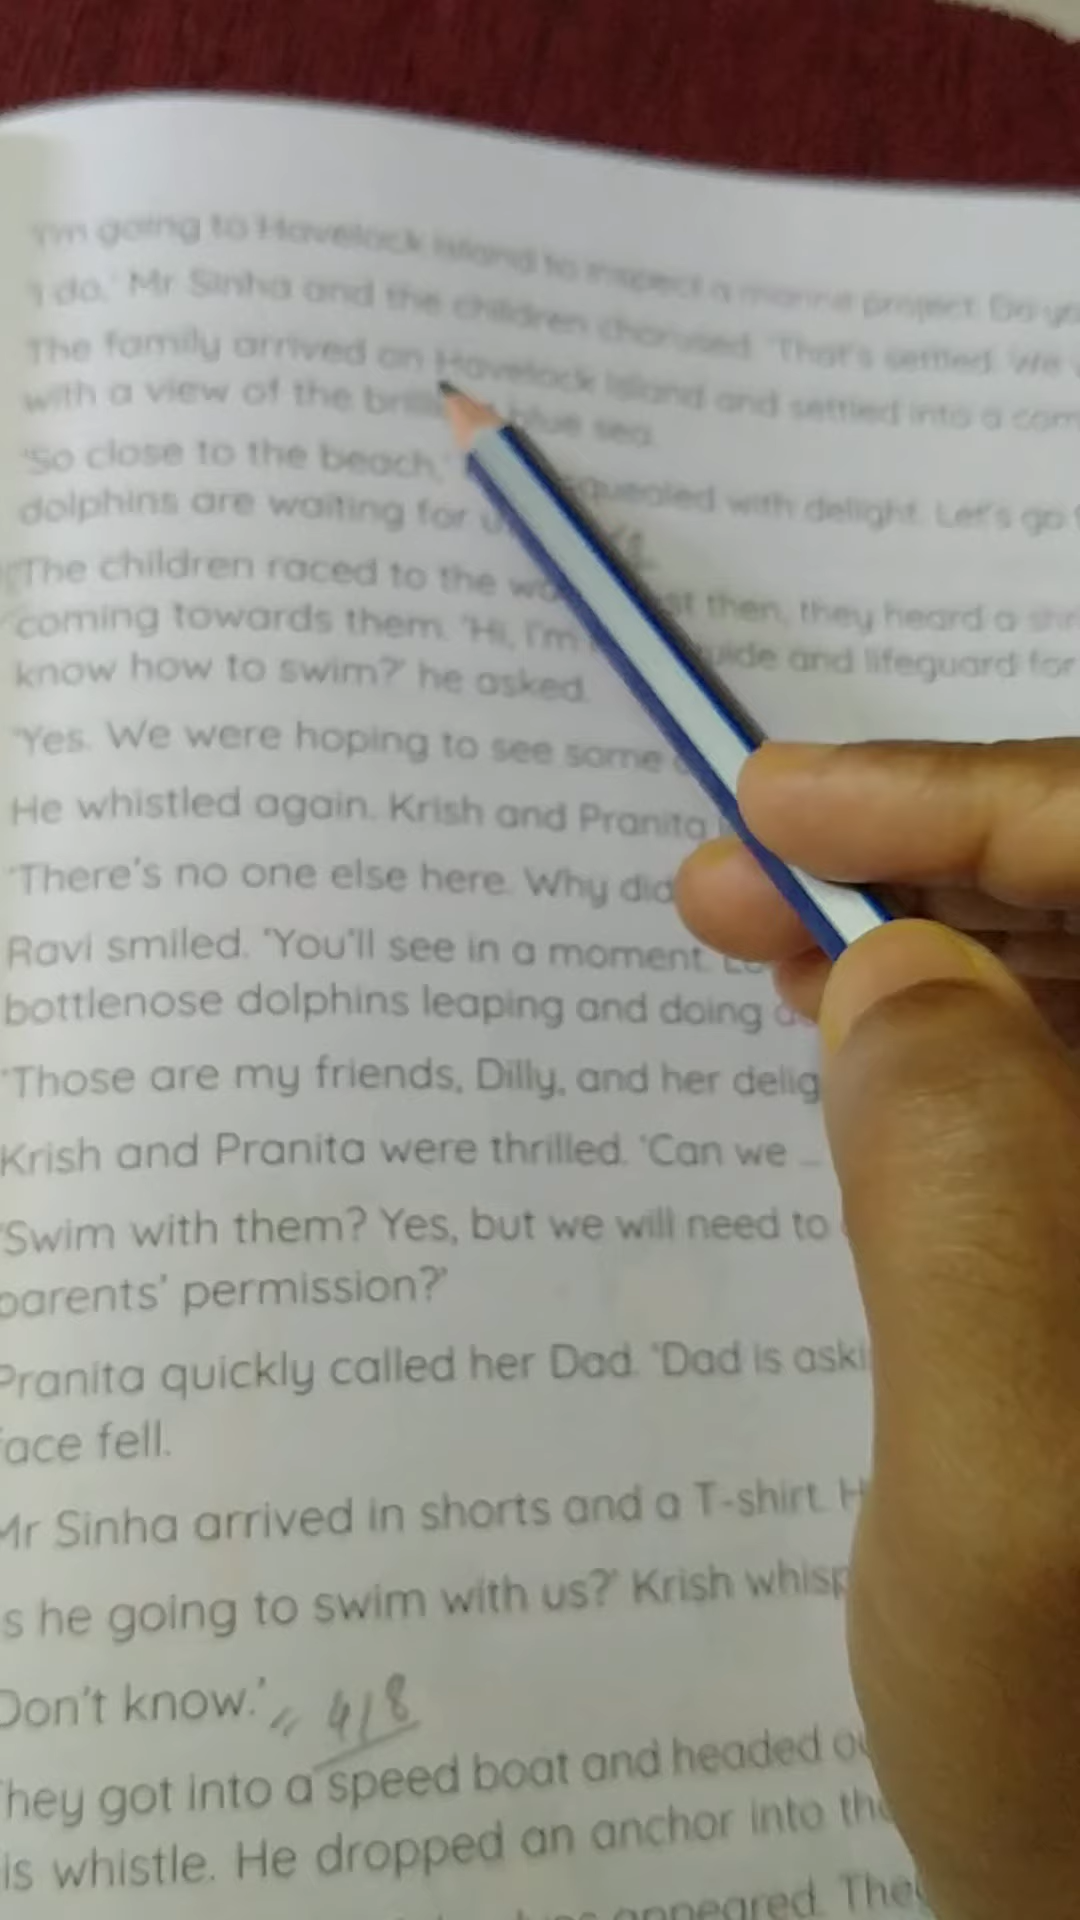 I'm going to Havelock Island to inspect a marine project. Do yo
'I do,' Mr Sinha and the children chorused. 'That's settled. We
The family arrived on Havelock Island and settled into a com
with a view of the blue sea.
'So close to the beach,' squealed with delight. Let's go
dolphins are waiting for
The children raced to the then, they heard a
coming towards them. 'Hi, I'm and lifeguard for
know how to swim?' he asked.
'Yes. We were hoping to see some
He whistled again. Krish and Pranita
'There's no one else here. Why did
Ravi smiled. 'You'll see in a moment.
bottlenose dolphins leaping and doing
'Those are my friends, Dilly, and her delig
Krish and Pranita were thrilled. 'Can we ...
'Swim with them? Yes, but we will need to
parents' permission?'
Pranita quickly called her Dad. 'Dad is aski
face fell.
Mr Sinha arrived in shorts and a T-shirt. H
s he going to swim with us?' Krish whisp
Don't know.' 4/8
They got into a speed boat and headed ou
is whistle. He dropped an anchor into the
appeared. The